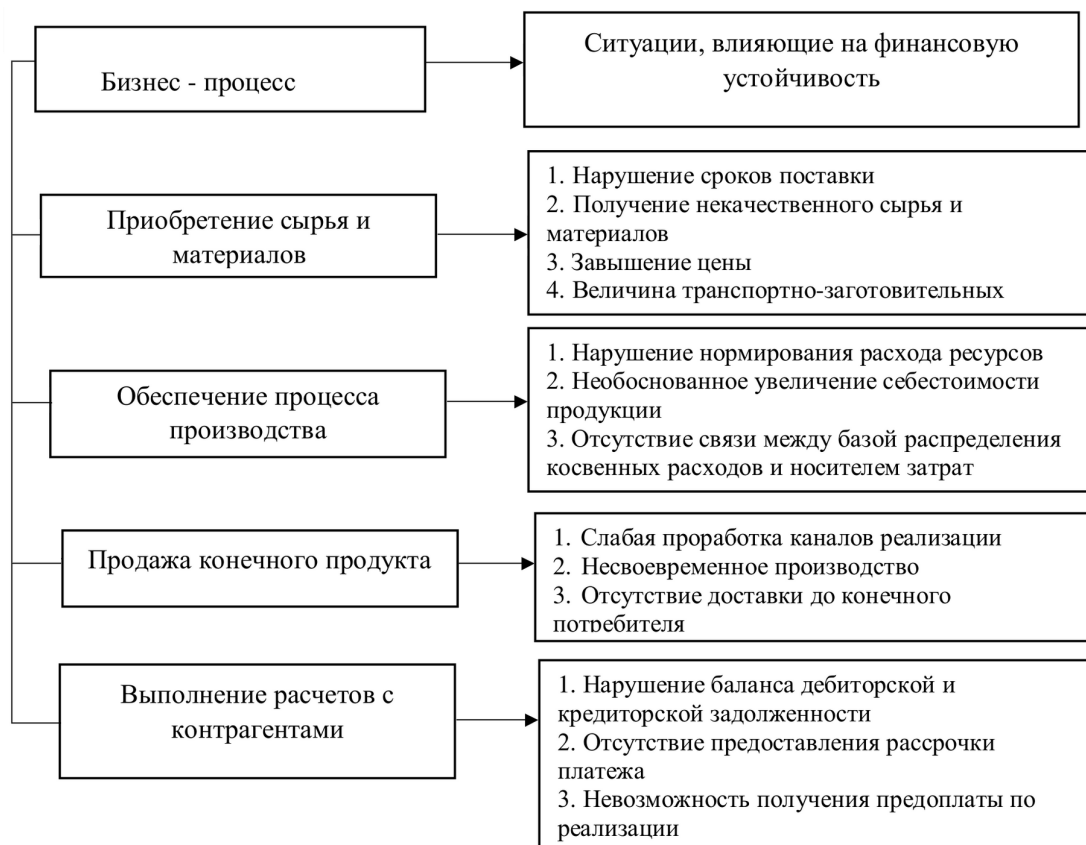 Бизнес - процесс
Ситуации, влияющие на финансовую
устойчивость
Приобретение сырья и
материалов
1. Нарушение сроков поставки
2. Получение некачественного сырья и
материалов
3. Завышение цены
4. Величина транспортно-заготовительных
Обеспечение процесса
производства
1. Нарушение нормирования расхода ресурсов
2. Необоснованное увеличение себестоимости
продукции
3. Отсутствие связи между базой распределения
косвенных расходов и носителем затрат
Продажа конечного продукта
1. Слабая проработка каналов реализации
2. Несвоевременное производство
3. Отсутствие доставки до конечного
потребителя
Выполнение расчетов с
контрагентами
1. Нарушение баланса дебиторской и
кредиторской задолженности
2. Отсутствие предоставления рассрочки
платежа
3. Невозможность получения предоплаты по
реализации